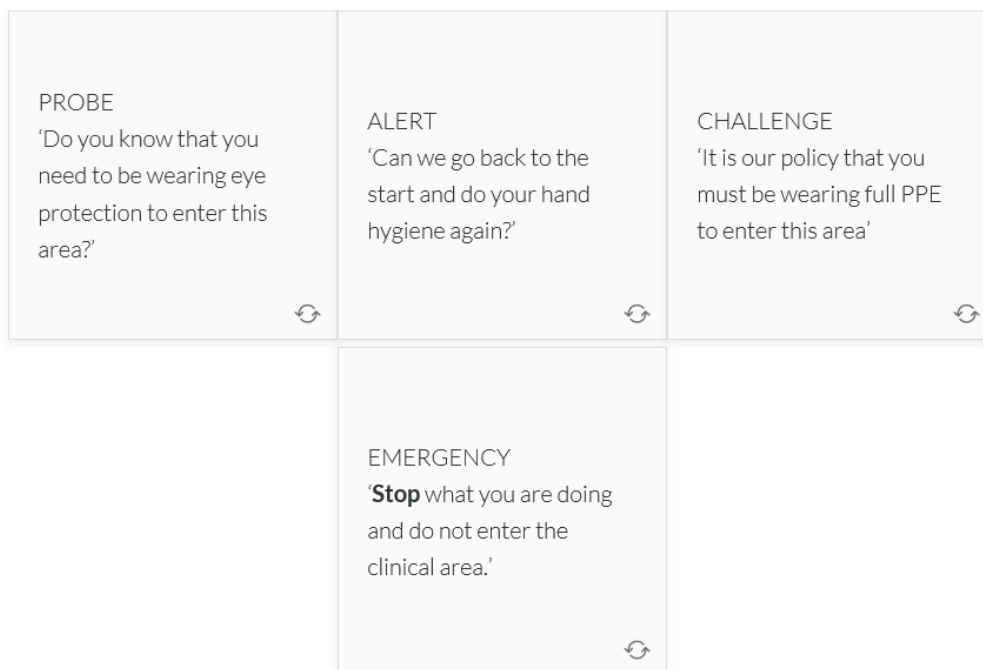 PROBE
‘Do you know that you
need to be wearing eye
protection to enter this
area?’
ALERT
‘Can we go back to the
start and do your hand
hygiene again?’
CHALLENGE
‘It is our policy that you
must be wearing full PPE
to enter this area’
EMERGENCY
‘Stop what you are doing
and do not enter the
clinical area.’